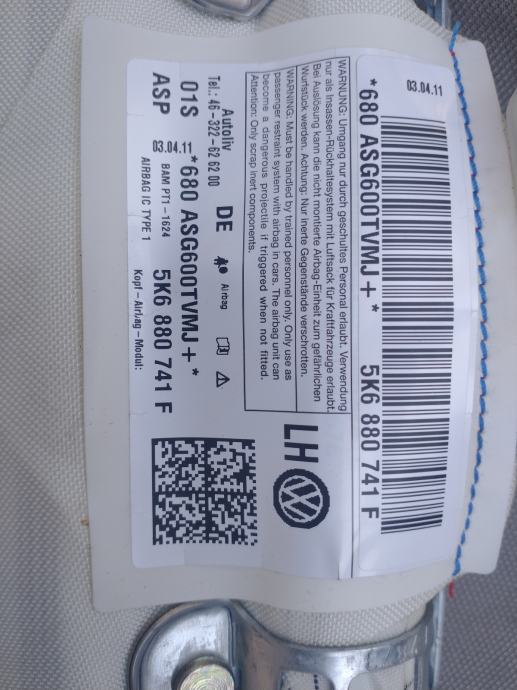 03.04.11
*680 ASG600TVMJ + * 5K6 880 741 F
WARNUNG: Umgang nur durch geschultes Personal erlaubt. Verwendung
nur als Insassen-Rückhaltesystem mit Luftsack für Kraftfahrzeuge erlaubt.
Bei Auslösung kann die nicht montierte Airbag-Einheit zum gefährlichen
Wurfstück werden. Achtung: Nur inerte Gegenstände verschrotten.
WARNING: Must be handled by trained personnel only. Only use as
passenger restraint system with airbag in cars. The airbag unit can
become a dangerous projectile if triggered when not fitted.
Attention: Only scrap inert components.
LH
Autoliv
Tel.: 46-322-62 62 00
DE
Airbag
01S
ASP
03.04.11 *680 ASG600TVMJ + *
BAM PT1-1624
5K6 880 741 F
AIRBAG IC TYPE 1
Kopf-Airbag-Modul: